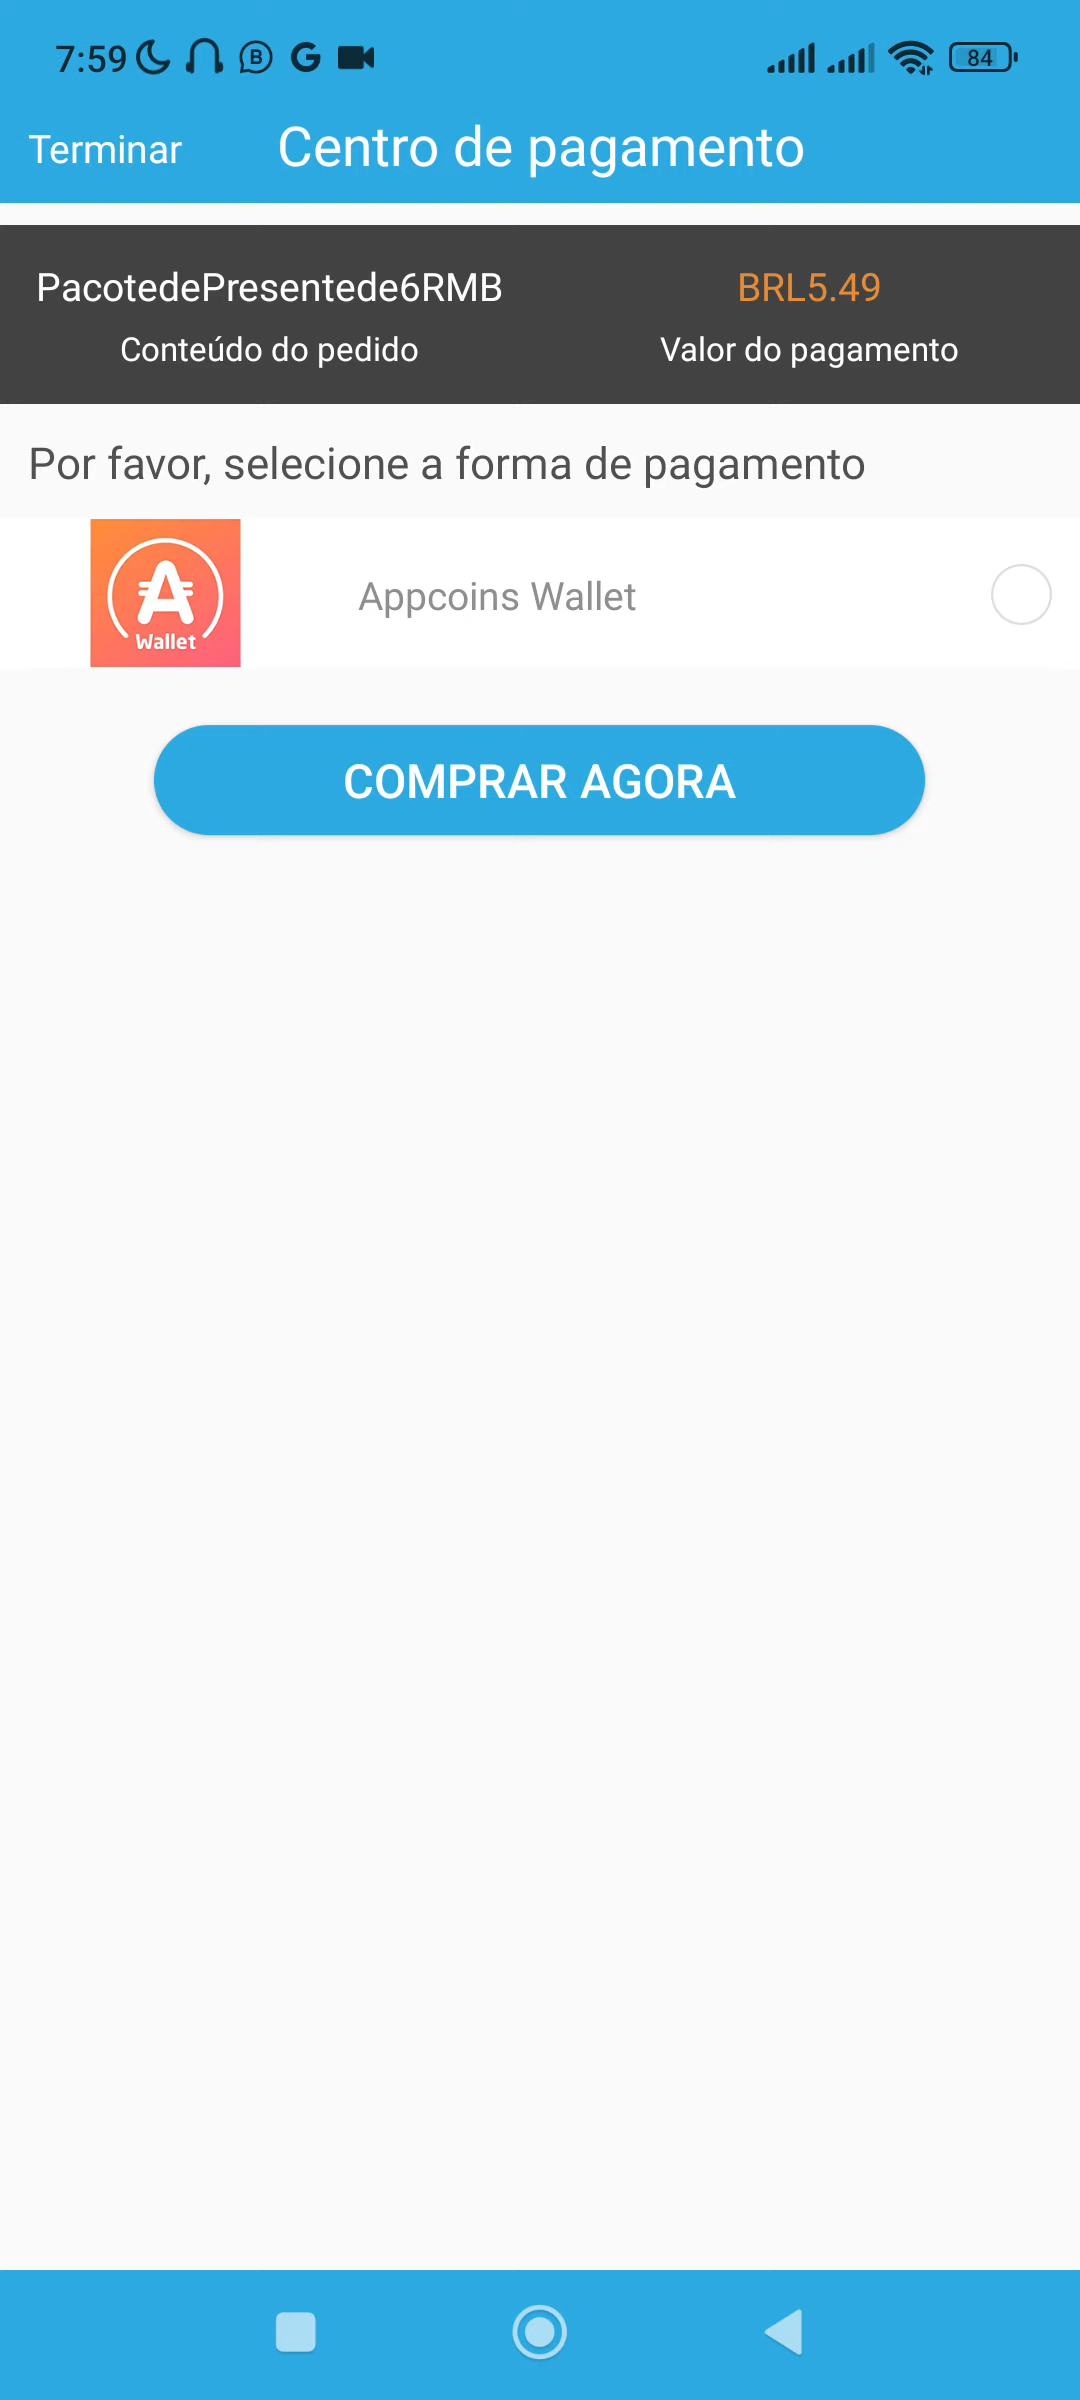 7:59
84
Terminar
Centro de pagamento
PacotedePresentede6RMB
BRL5.49
Conteúdo do pedido
Valor do pagamento
Por favor, selecione a forma de pagamento
Wallet
Appcoins Wallet
COMPRAR AGORA